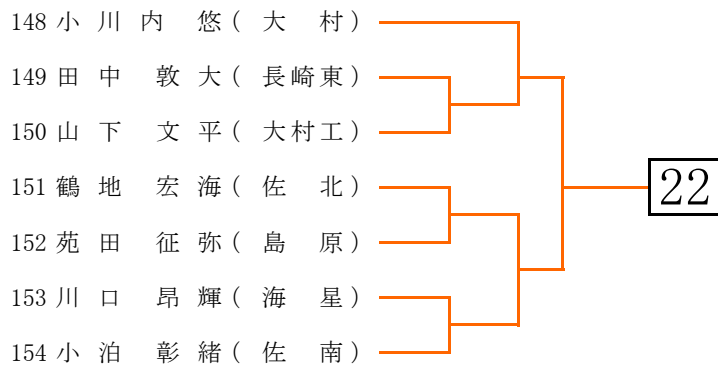 148 小川内 悠(大 村)
149 田中 敦大(長崎東)
150 山下 文平(大村工)
151 鶴地 宏海(佐 北)
22
152 苑田 征弥(島 原)
153 川口 昂輝(海 星)
154 小泊 彰緒(佐 南)